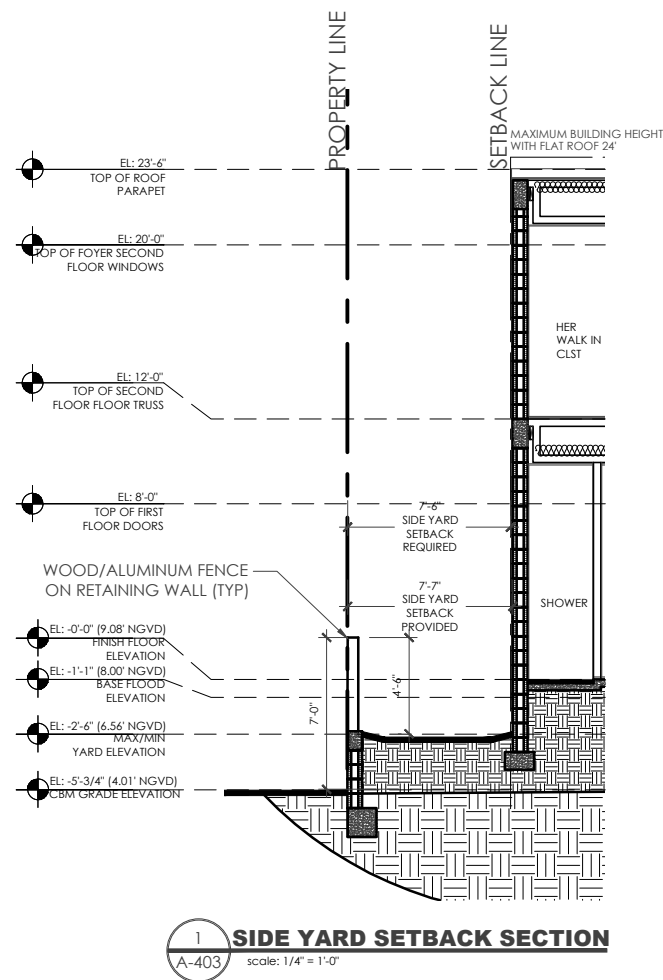 PROPERTY LINE
SETBACK LINE
MAXIMUM BUILDING HEIGHT
WITH FLAT ROOF 24'
EL: 23'-6"
TOP OF ROOF
PARAPET
EL: 20'-0"
TOP OF FOYER SECOND
FLOOR WINDOWS
HER
WALK IN
CLST
EL: 12'-0"
TOP OF SECOND
FLOOR FLOOR TRUSS
EL: 8'-0"
TOP OF FIRST
FLOOR DOORS
7'-6"
SIDE YARD
SETBACK
REQUIRED
WOOD/ALUMINUM FENCE
ON RETAINING WALL (TYP)
7'-7"
SIDE YARD
SETBACK
PROVIDED
SHOWER
EL: -0'-0" (9.08' NGVD)
FINISH FLOOR
ELEVATION
EL: -1'-1" (8.00' NGVD)
BASE FLOOD
ELEVATION
4'-6"
7'-0"
EL: -2'-6" (6.56' NGVD)
MAX/MIN
YARD ELEVATION
EL: -5'-3/4" (4.01' NGVD)
CBM GRADE ELEVATION
1
A-403
SIDE YARD SETBACK SECTION
scale: 1/4" = 1'-0"